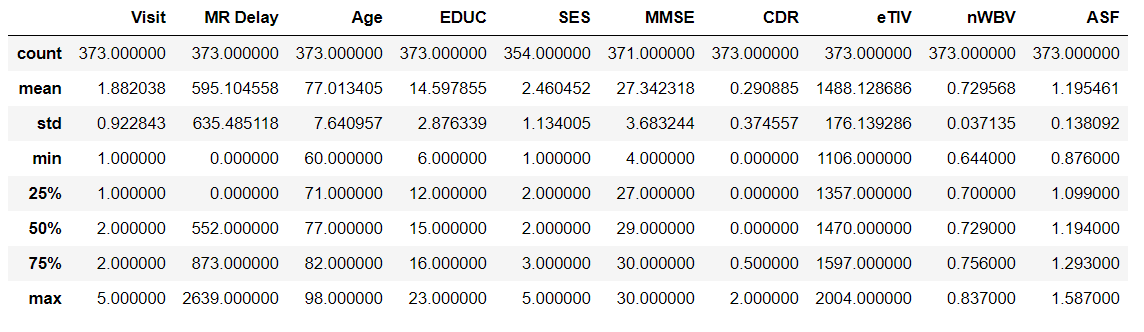 Visit MR Delay Age EDUC SES MMSE CDR eTIV nWBV ASF
count 373.000000 373.000000 373.000000 373.000000 354.000000 371.000000 373.000000 373.000000 373.000000 373.000000
mean 1.882038 595.104558 77.013405 14.597855 2.460452 27.342318 0.290885 1488.128686 0.729568 1.195461
std 0.922843 635.485118 7.640957 2.876339 1.134005 3.683244 0.374557 176.139286 0.037135 0.138092
min 1.000000 0.000000 60.000000 6.000000 1.000000 4.000000 0.000000 1106.000000 0.644000 0.876000
25% 1.000000 0.000000 71.000000 12.000000 2.000000 27.000000 0.000000 1357.000000 0.700000 1.099000
50% 2.000000 552.000000 77.000000 15.000000 2.000000 29.000000 0.000000 1470.000000 0.729000 1.194000
75% 2.000000 873.000000 82.000000 16.000000 3.000000 30.000000 0.500000 1597.000000 0.756000 1.293000
max 5.000000 2639.000000 98.000000 23.000000 5.000000 30.000000 2.000000 2004.000000 0.837000 1.587000